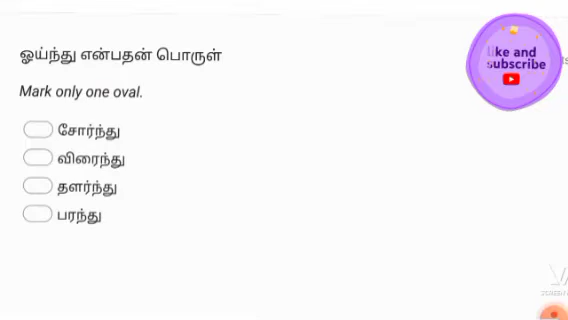 ஓய்ந்து என்பதன் பொருள்
like and
subscribe
Mark only one oval.
சோர்ந்து
விரைந்து
தளர்ந்து
பரந்து